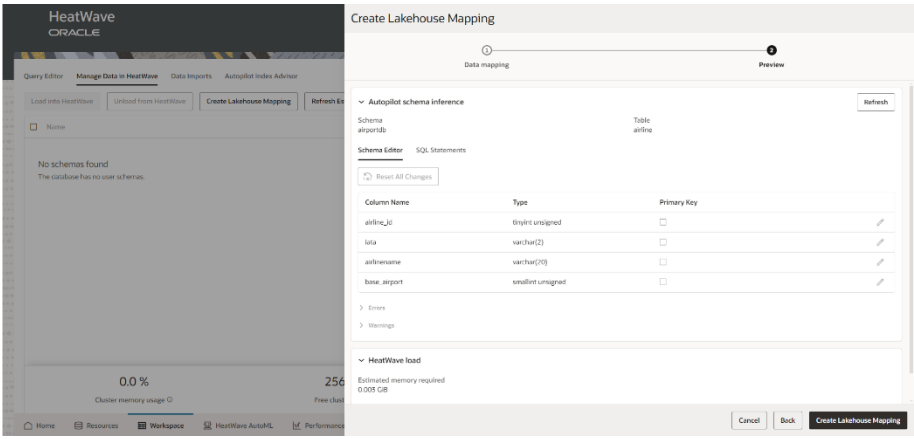 HeatWave
ORACLE
Query Editor Manage Data in HeatWave Data Imports Autopilot Index Advisor
Load into HeatWave Unload from HeatWave Create Lakehouse Mapping Refresh Es
Name
No schemas found
The database has no user schemas.
0.0 % 256
Cluster memory usage Free clust
Home Resources Workspace HeatWave AutoML Performance
Create Lakehouse Mapping
1 2
Data mapping Preview
Autopilot schema inference Refresh
Schema Table
airportdb airline
Schema Editor SQL Statements
Reset All Changes
Column Name Type Primary Key
airline_id tinyint unsigned
iata varchar(2)
airlinename varchar(20)
base_airport smallint unsigned
Errors
Warnings
HeatWave load
Estimated memory required
0.003 GiB
Cancel Back Create Lakehouse Mapping